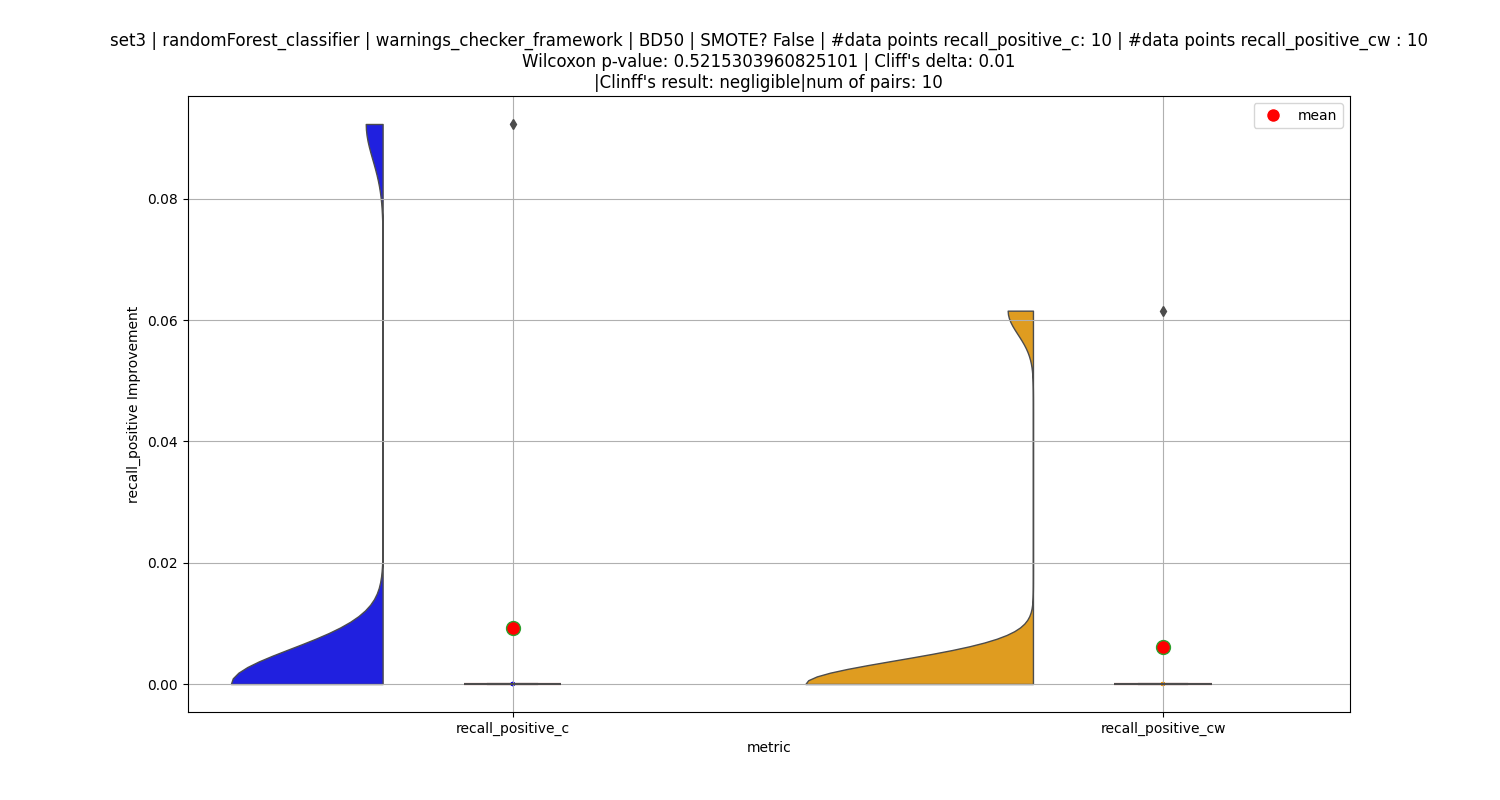 set3 | randomForest_classifier | warnings_checker_framework | BD50 | SMOTE? False | #data points recall_positive_c: 10 | #data points recall_positive_cw : 10
Wilcoxon p-value: 0.5215303960825101 | Cliff's delta: 0.01
|Clinff's result: negligible|num of pairs: 10
mean
0.08
0.06
0.04
0.02
0.00
recall_positive Improvement
recall_positive_c
recall_positive_cw
metric